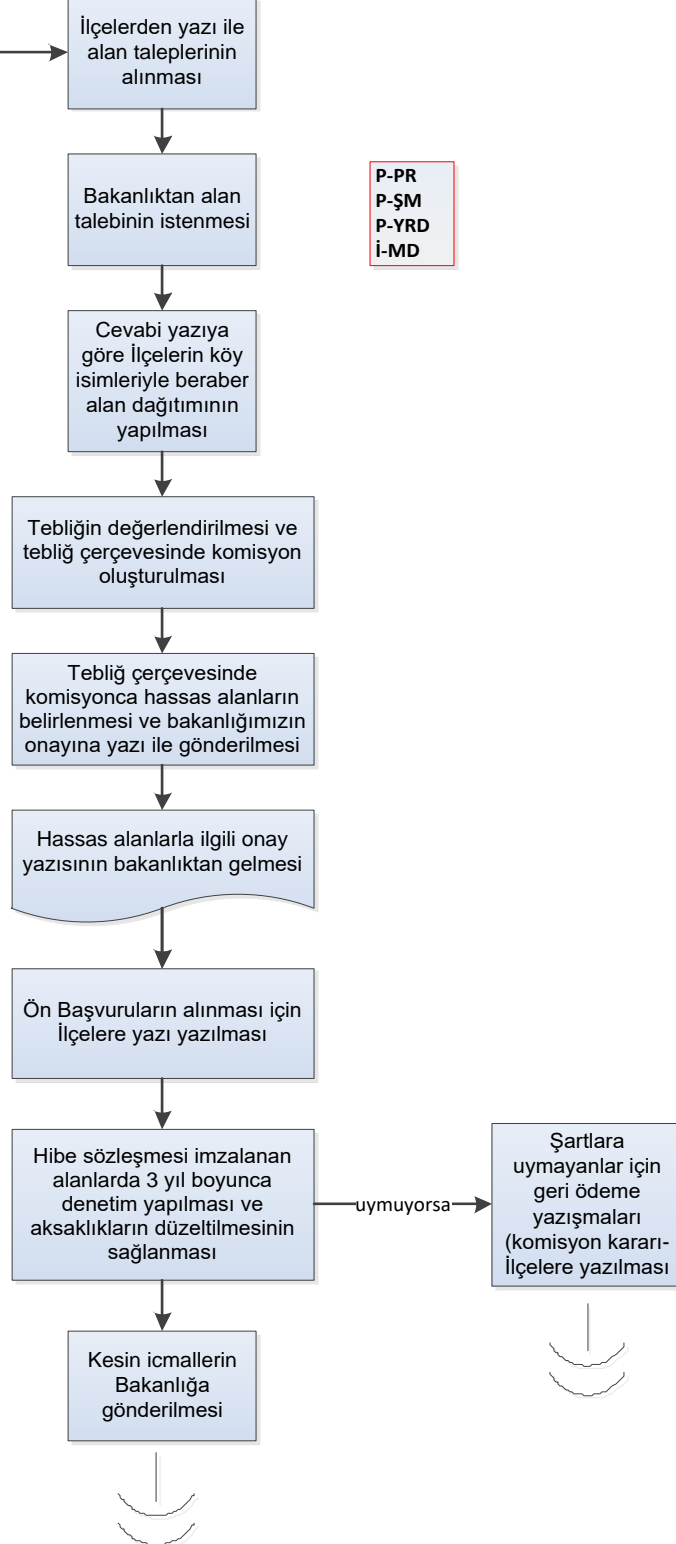 İlçelerden yazı ile
alan taleplerinin
alınması
Bakanlıktan alan
talebinin istenmesi
P-PR
P-ŞM
P-YRD
İ-MD
Cevabi yazıya
göre İlçelerin köy
isimleriyle beraber
alan dağıtımının
yapılması
Tebliğin değerlendirilmesi ve
tebliğ çerçevesinde komisyon
oluşturulması
Tebliğ çerçevesinde
komisyonca hassas alanların
belirlenmesi ve bakanlığımızın
onayına yazı ile gönderilmesi
Hassas alanlarla ilgili onay
yazısının bakanlıktan gelmesi
Ön Başvuruların alınması için
İlçelere yazı yazılması
Hibe sözleşmesi imzalanan
alanlarda 3 yıl boyunca
denetim yapılması ve
aksaklıkların düzeltilmesinin
sağlanması
uymuyorsa
Şartlara
uymayanlar için
geri ödeme
yazışmaları
(komisyon kararı-
İlçelere yazılması
Kesin icmallerin
Bakanlığa
gönderilmesi